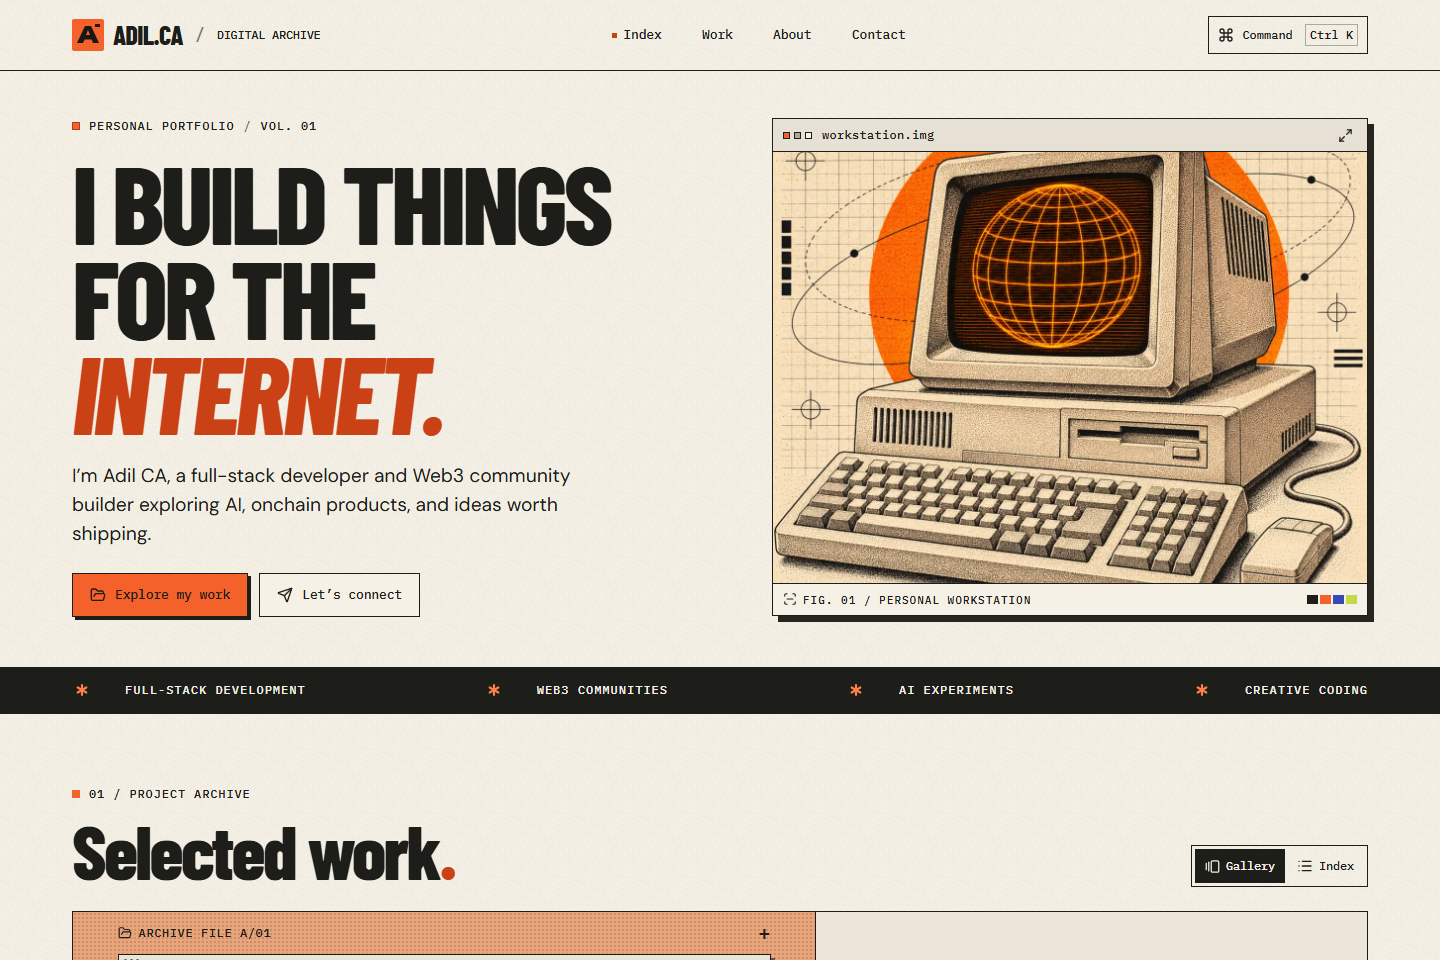 A ADIL.CA / DIGITAL ARCHIVE
Index Work About Contact
Command Ctrl K
PERSONAL PORTFOLIO / VOL. 01
I BUILD THINGS
FOR THE
INTERNET.
I’m Adil CA, a full-stack developer and Web3 community
builder exploring AI, onchain products, and ideas worth
shipping.
Explore my work
Let’s connect
workstation.img
FIG. 01 / PERSONAL WORKSTATION
FULL-STACK DEVELOPMENT
WEB3 COMMUNITIES
AI EXPERIMENTS
CREATIVE CODING
01 / PROJECT ARCHIVE
Selected work.
Gallery Index
ARCHIVE FILE A/01 +